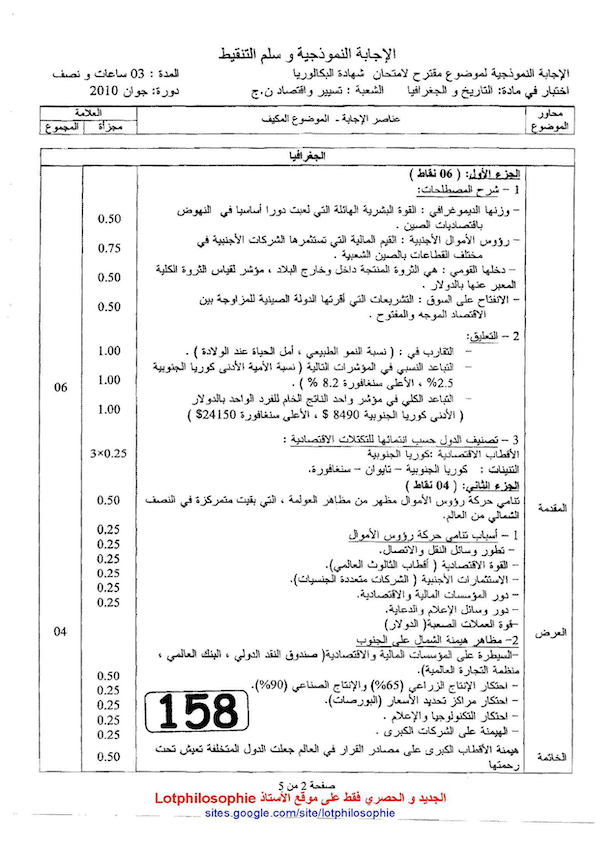 الإجابة النموذجية و سلم التنقيط
الإجابة النموذجية لموضوع مقترح لامتحان شهادة البكالوريا المدة : 03 ساعات و نصف
اختبار في مادة: التاريخ و الجغرافيا الشعبة : تسيير واقتصاد ن.ج دورة: جوان 2010
محاور الموضوع
عناصر الإجابة - الموضوع المكيف
العلامة
مجزأة المجموع
الجغرافيا
الجزء الأول: ( 06 نقاط )
1 - شرح المصطلحات:
- وزنها الديموغرافي : القوة البشرية الهائلة التي لعبت دورا أساسيا في النهوض 0.50
باقتصاديات الصين .
- رؤوس الأموال الأجنبية : القيم المالية التي تستثمرها الشركات الأجنبية في 0.75
مختلف القطاعات بالصين الشعبية .
- دخلها القومي : هي الثروة المنتجة داخل وخارج البلاد ، مؤشر لقياس الثروة الكلية 0.50
المعبر عنها بالدولار .
- الانفتاح على السوق : التشريعات التي أقرتها الدولة الصينية للمزاوجة بين 0.50
الاقتصاد الموجه والمفتوح .
2 - التعليق:
- التقارب في : ( نسبة النمو الطبيعي ، أمل الحياة عند الولادة ) . 1.00
- التباعد النسبي في المؤشرات التالية ( نسبة الأمية الأدنى كوريا الجنوبية 1.00 06
2.5% ، الأعلى سنغافورة 8.2 % ) .
- التباعد الكلي في مؤشر واحد الناتج الخام للفرد الواحد بالدولار 1.00
( الأدنى كوريا الجنوبية 8490 $ ، الأعلى سنغافورة 24150$ )
3 - تصنيف الدول حسب انتمائها للتكتلات الاقتصادية :
الأقطاب الاقتصادية :كوريا الجنوبية 3×0.25
التنينات : كوريا الجنوبية - تايوان - سنغافورة.
الجزء الثاني: ( 04 نقاط )
المقدمة تنامي حركة رؤوس الأموال مظهر من مظاهر العولمة ، التي بقيت متمركزة في النصف 0.50
الشمالي من العالم.
1 - أسباب تنامي حركة رؤوس الأموال 0.25
- تطور وسائل النقل والاتصال. 0.25
- القوة الاقتصادية ( أقطاب الثالوث العالمي). 0.25
- الاستثمارات الأجنبية ( الشركات متعددة الجنسيات). 0.25
- دور المؤسسات المالية والاقتصادية. 0.25
- دور وسائل الإعلام والدعاية. 0.25
العرض -قوة العملات الصعبة( الدولار) 04
2- مظاهر هيمنة الشمال على الجنوب
-السيطرة على المؤسسات المالية والاقتصادية( صندوق النقد الدولي ، البنك العالمي ،
منظمة التجارة العالمية). 0.50
- احتكار الإنتاج الزراعي (65%) والإنتاج الصناعي (90%). 0.25
- احتكار مراكز تحديد الأسعار (البورصات). 0.25
- احتكار التكنولوجيا والإعلام . 0.25
- الهيمنة على الشركات الكبرى . 0.25
158
الخاتمة هيمنة الأقطاب الكبرى على مصادر القرار في العالم جعلت الدول المتخلفة تعيش تحت 0.50
رحمتها
صفحة 2 من 5
الجديد و الحصري فقط على موقع الأستاذ Lotphilosophie
sites.google.com/site/lotphilosophie